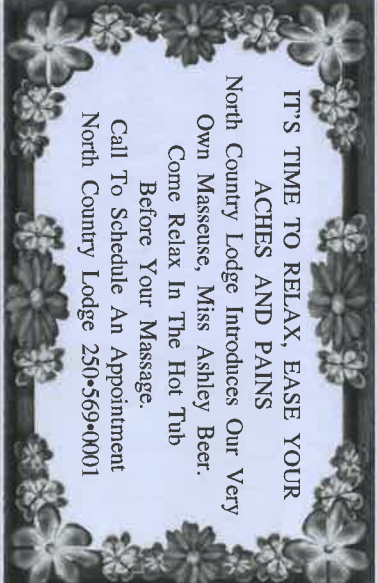 IT'S TIME TO RELAX, EASE YOUR
ACHES AND PAINS
North Country Lodge Introduces Our Very
Own Masseuse, Miss Ashley Beer.
Come Relax In The Hot Tub
Before Your Massage.
Call To Schedule An Appointment
North Country Lodge 250•569•0001